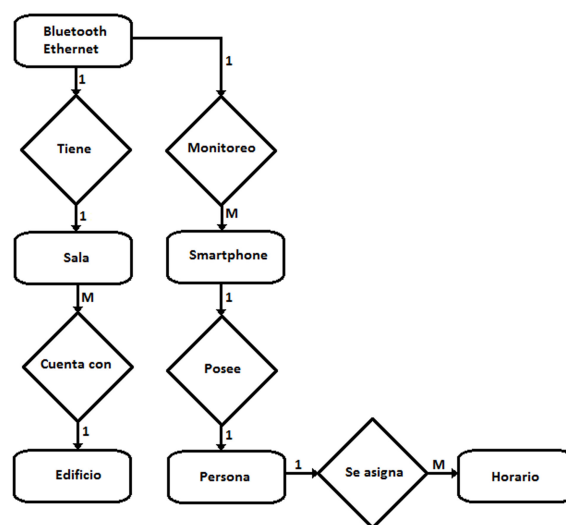 Bluetooth
Ethernet
1
1
Tiene
Monitoreo
1
M
Sala
Smartphone
M
1
Cuenta con
Posee
1
1
Edificio
Persona
1
Se asigna
M
Horario